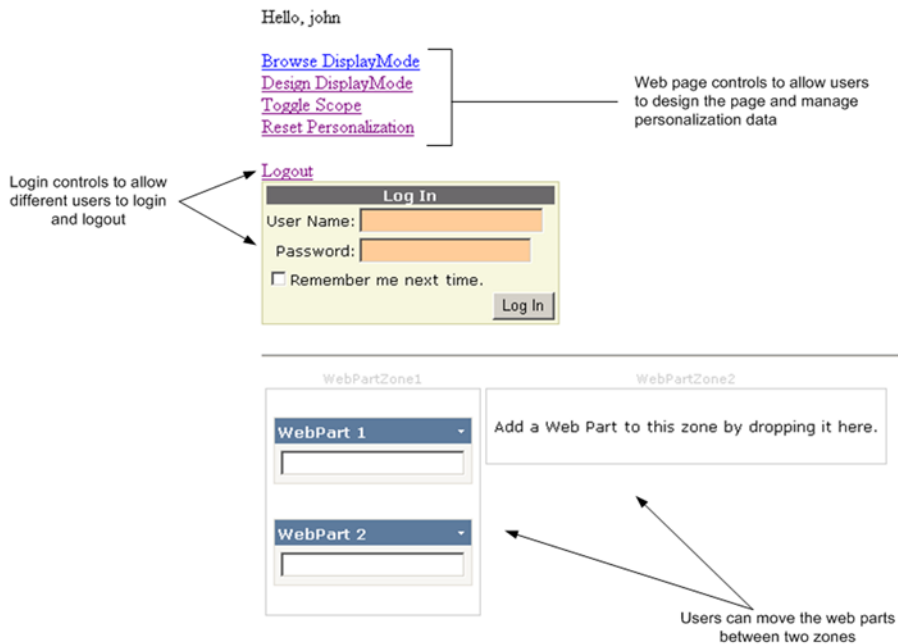 Hello, john
Browse DisplayMode
Design DisplayMode
Toggle Scope
Reset Personalization
Web page controls to allow users
to design the page and manage
personalization data
Logout
Login controls to allow
different users to login
and logout
Log In
User Name:
Password:
Remember me next time.
Log In
WebPartZone1
WebPartZone2
WebPart 1
Add a Web Part to this zone by dropping it here.
WebPart 2
Users can move the web parts
between two zones